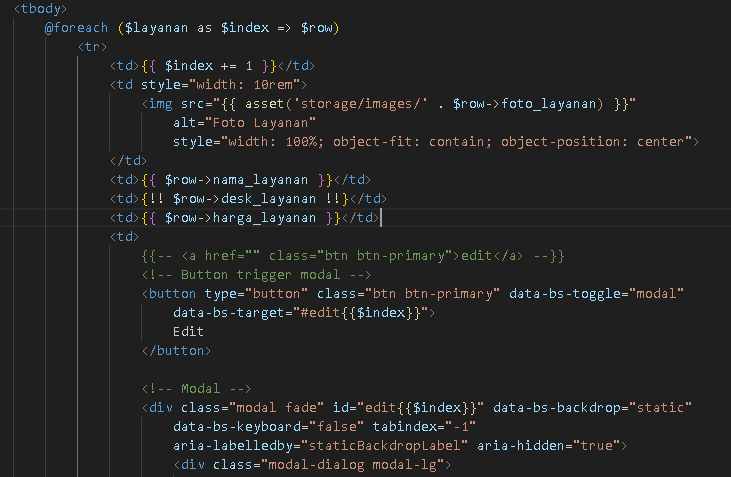 <tbody>
@foreach ($layanan as $index => $row)
<tr>
<td>{{ $index += 1 }}</td>
<td style="width: 10rem">
<img src="{{ asset('storage/images/' . $row->foto_layanan) }}"
alt="Foto Layanan"
style="width: 100%; object-fit: contain; object-position: center">
</td>
<td>{{ $row->nama_layanan }}</td>
<td>{!! $row->desk_layanan !!}</td>
<td>{{ $row->harga_layanan }}</td>
<td>
{{-- <a href="" class="btn btn-primary">edit</a> --}}
<!-- Button trigger modal -->
<button type="button" class="btn btn-primary" data-bs-toggle="modal"
data-bs-target="#edit{{$index}}">
Edit
</button>
<!-- Modal -->
<div class="modal fade" id="edit{{$index}}" data-bs-backdrop="static"
data-bs-keyboard="false" tabindex="-1"
aria-labelledby="staticBackdropLabel" aria-hidden="true">
<div class="modal-dialog modal-lg">